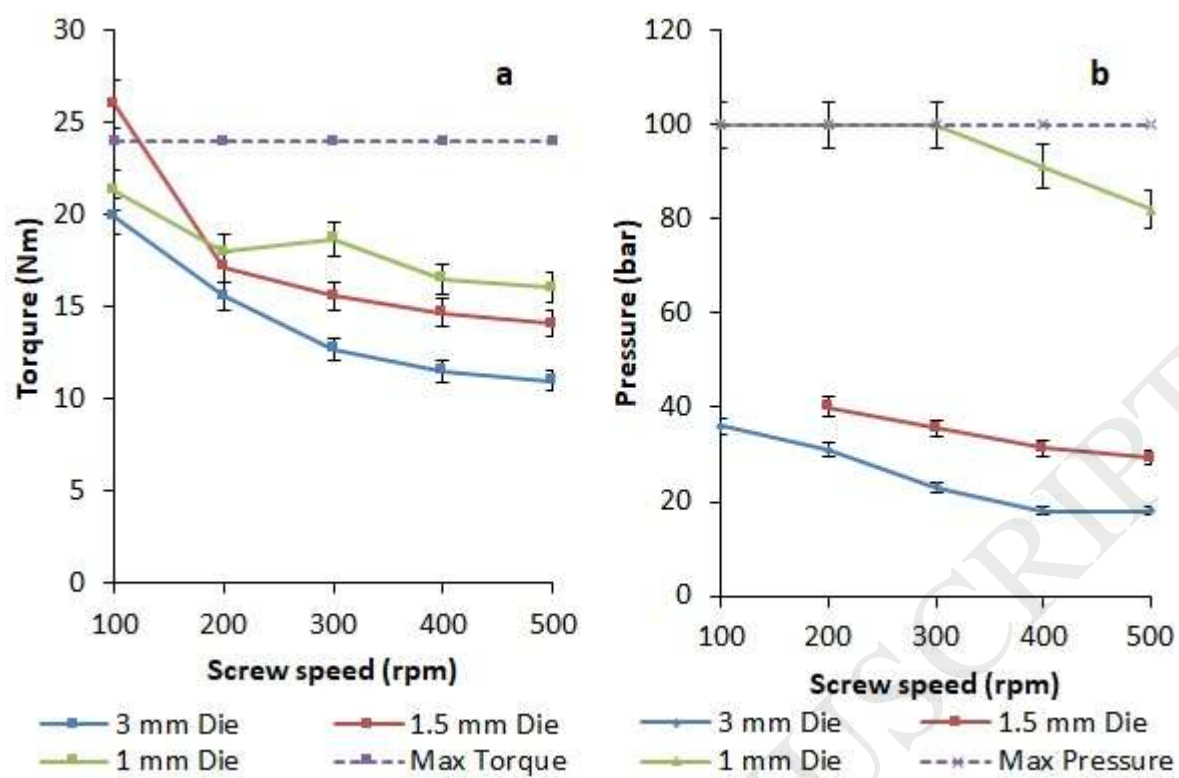 a
30
25
20
15
10
5
0
Torqure (Nm)
100 200 300 400 500
Screw speed (rpm)
3 mm Die 1.5 mm Die
1 mm Die Max Torque
b
120
100
80
60
40
20
0
Pressure (bar)
100 200 300 400 500
Screw speed (rpm)
3 mm Die 1.5 mm Die
1 mm Die Max Pressure
USCRIPT